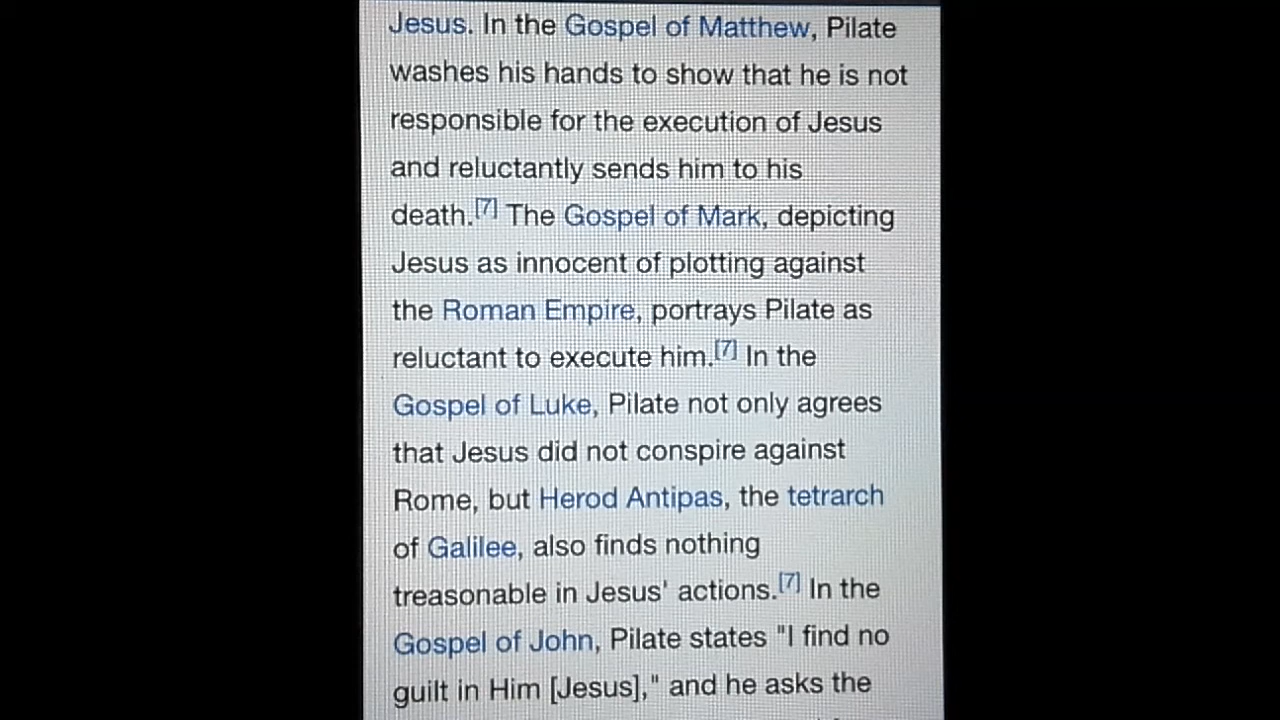 Jesus. In the Gospel of Matthew, Pilate
washes his hands to show that he is not
responsible for the execution of Jesus
and reluctantly sends him to his
death.[7] The Gospel of Mark, depicting
Jesus as innocent of plotting against
the Roman Empire, portrays Pilate as
reluctant to execute him.[7] In the
Gospel of Luke, Pilate not only agrees
that Jesus did not conspire against
Rome, but Herod Antipas, the tetrarch
of Galilee, also finds nothing
treasonable in Jesus' actions.[7] In the
Gospel of John, Pilate states "I find no
guilt in Him [Jesus]," and he asks the